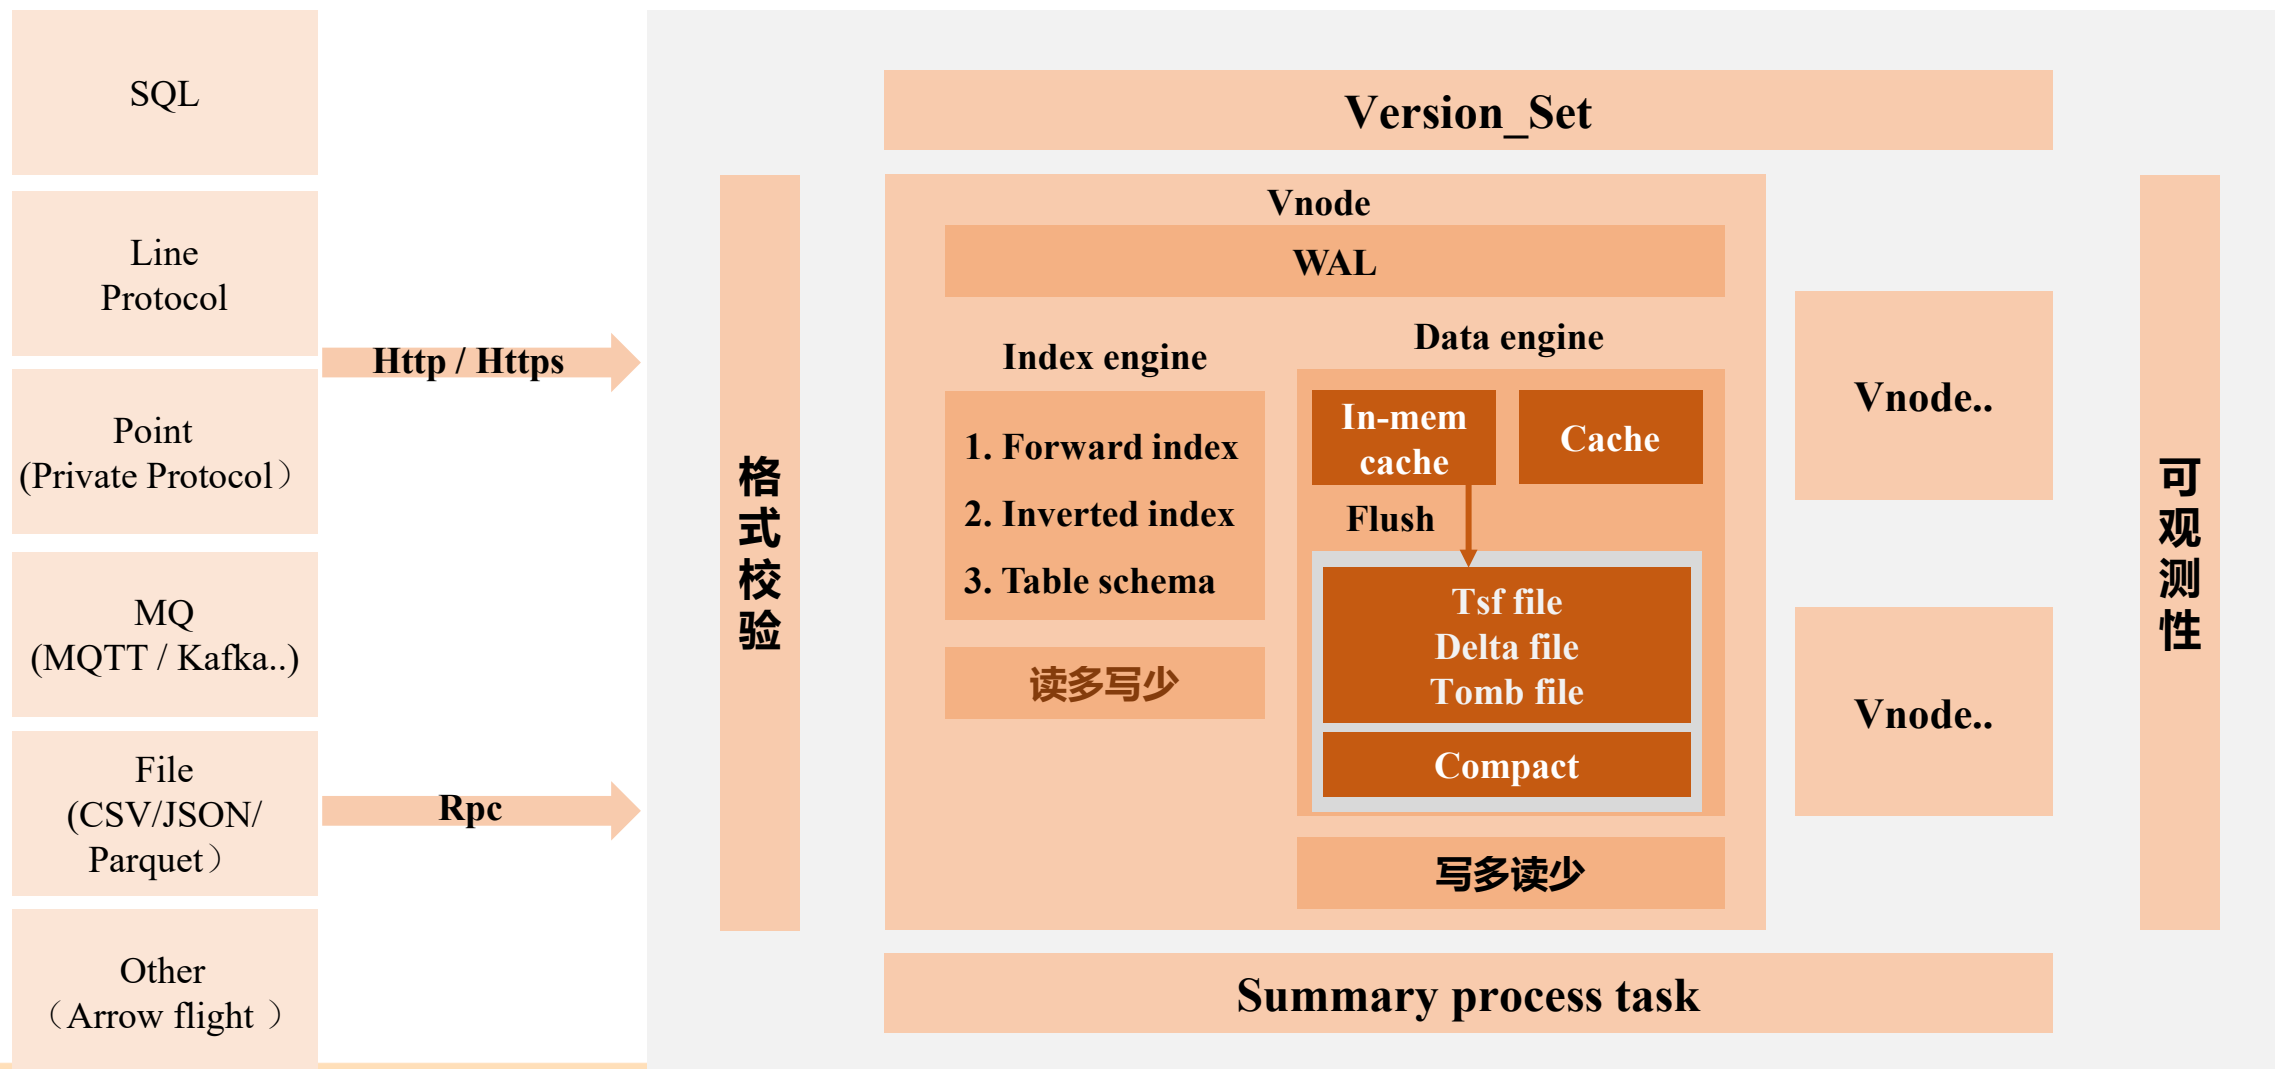 SQL
Line
Protocol
Point
(Private Protocol）
MQ
(MQTT / Kafka..)
File
(CSV/JSON/
Parquet）
Other
（Arrow flight ）
Http / Https
Rpc
格式校验
Version_Set
Vnode
WAL
Index engine
1. Forward index
2. Inverted index
3. Table schema
读多写少
Data engine
In-mem
cache
Cache
Flush
Tsf file
Delta file
Tomb file
Compact
写多读少
Vnode..
Vnode..
Summary process task
可观测性